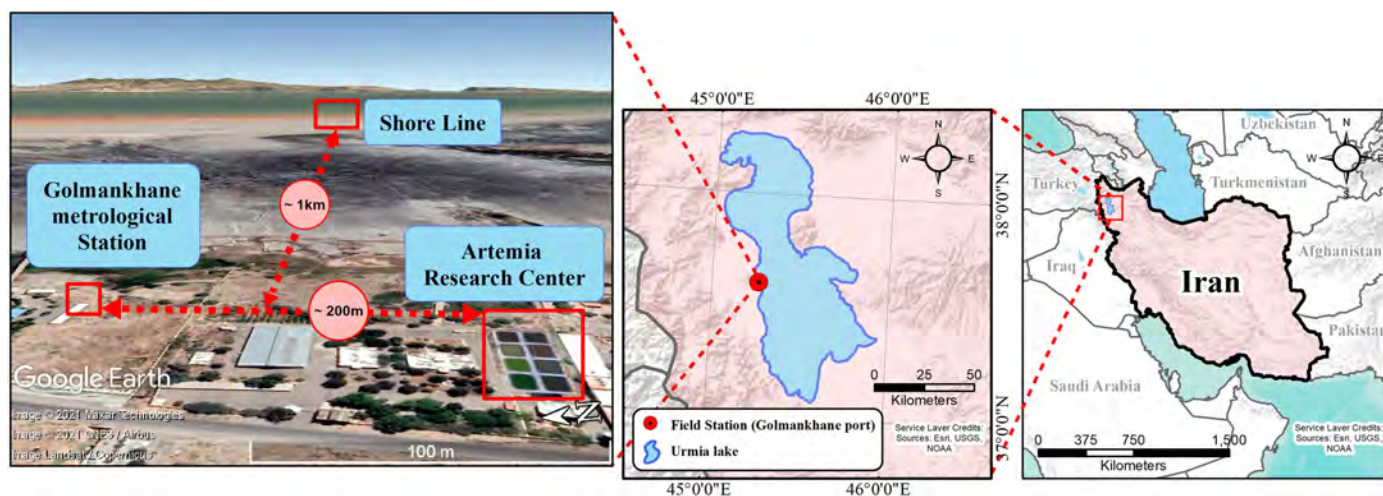 Shore Line
Golmankhane
metrological
Station
~ 1km
Artemia
Research Center
~ 200m
Google Earth
Image © 2021 Maxar Technologies
Image © 2021 CNES / Airbus
Image Landsat / Copernicus
100 m
N
45°0'0"E
46°0'0"E
N
W
E
S
38°0'0"N
37°0'0"N
0
25
50
Kilometers
Field Station (Golmankhane port)
Urmia lake
Service Layer Credits:
Sources: Esri, USGS,
NOAA
45°0'0"E
46°0'0"E
Uzbekistan
N
W
E
S
Turkey
Turkmenistan
Afghanistan
Iraq
Iran
Pakistan
Saudi Arabia
0
375
750
1,500
Kilometers
Service Layer Credits:
Sources: Esri, USGS,
NOAA